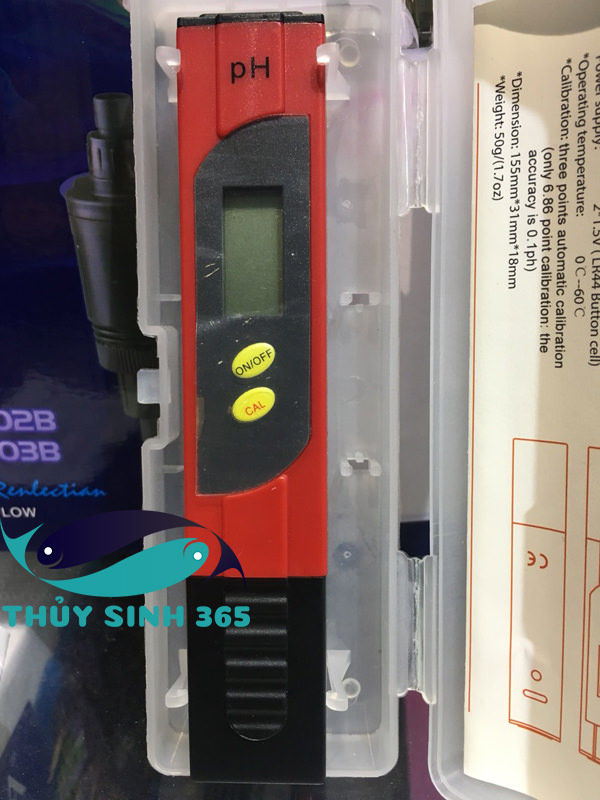 pH
ON/OFF
CAL
02B
03B
Renlectian
LOW
THỦY SINH 365
Power supply: 2*1.5V (LR44 Button cell)
*Operating temperature: 0℃--60℃
*Calibration: three points automatic calibration
(only 6.86 point calibration: the
accuracy is 0.1ph)
*Dimension: 155mm*31mm*18mm
*Weight: 50g/(1.7oz)
CE